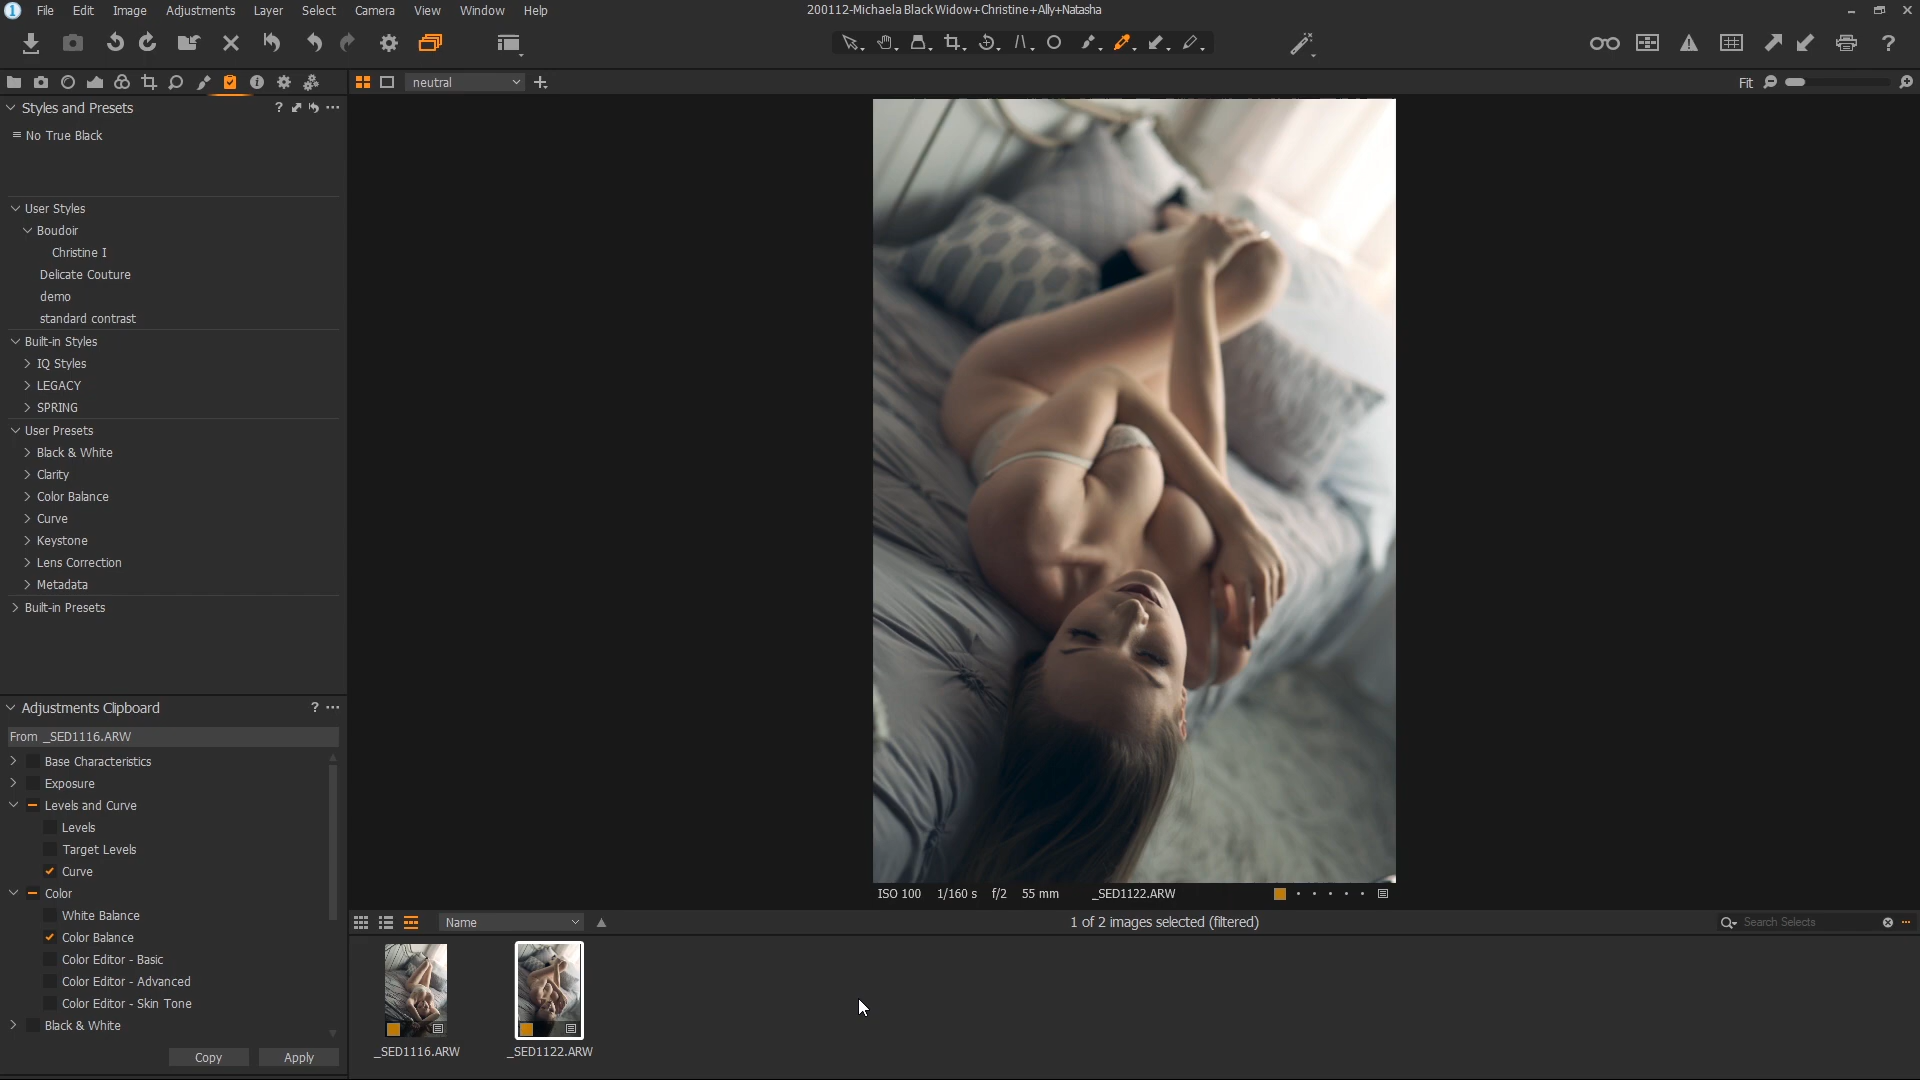 File Edit Image Adjustments Layer Select Camera View Window Help
200112-Michaela Black Widow+Christine+Ally+Natasha
neutral
Fit
Styles and Presets
No True Black
User Styles
Boudoir
Christine I
Delicate Couture
demo
standard contrast
Built-in Styles
IQ Styles
LEGACY
SPRING
User Presets
Black & White
Clarity
Color Balance
Curve
Keystone
Lens Correction
Metadata
Built-in Presets
Adjustments Clipboard
From _SED1116.ARW
Base Characteristics
Exposure
Levels and Curve
Levels
Target Levels
Curve
Color
White Balance
Color Balance
Color Editor - Basic
Color Editor - Advanced
Color Editor - Skin Tone
Black & White
Copy Apply
ISO 100 1/160 s f/2 55 mm _SED1122.ARW
Name
1 of 2 images selected (filtered)
Search Selects
_SED1116.ARW _SED1122.ARW